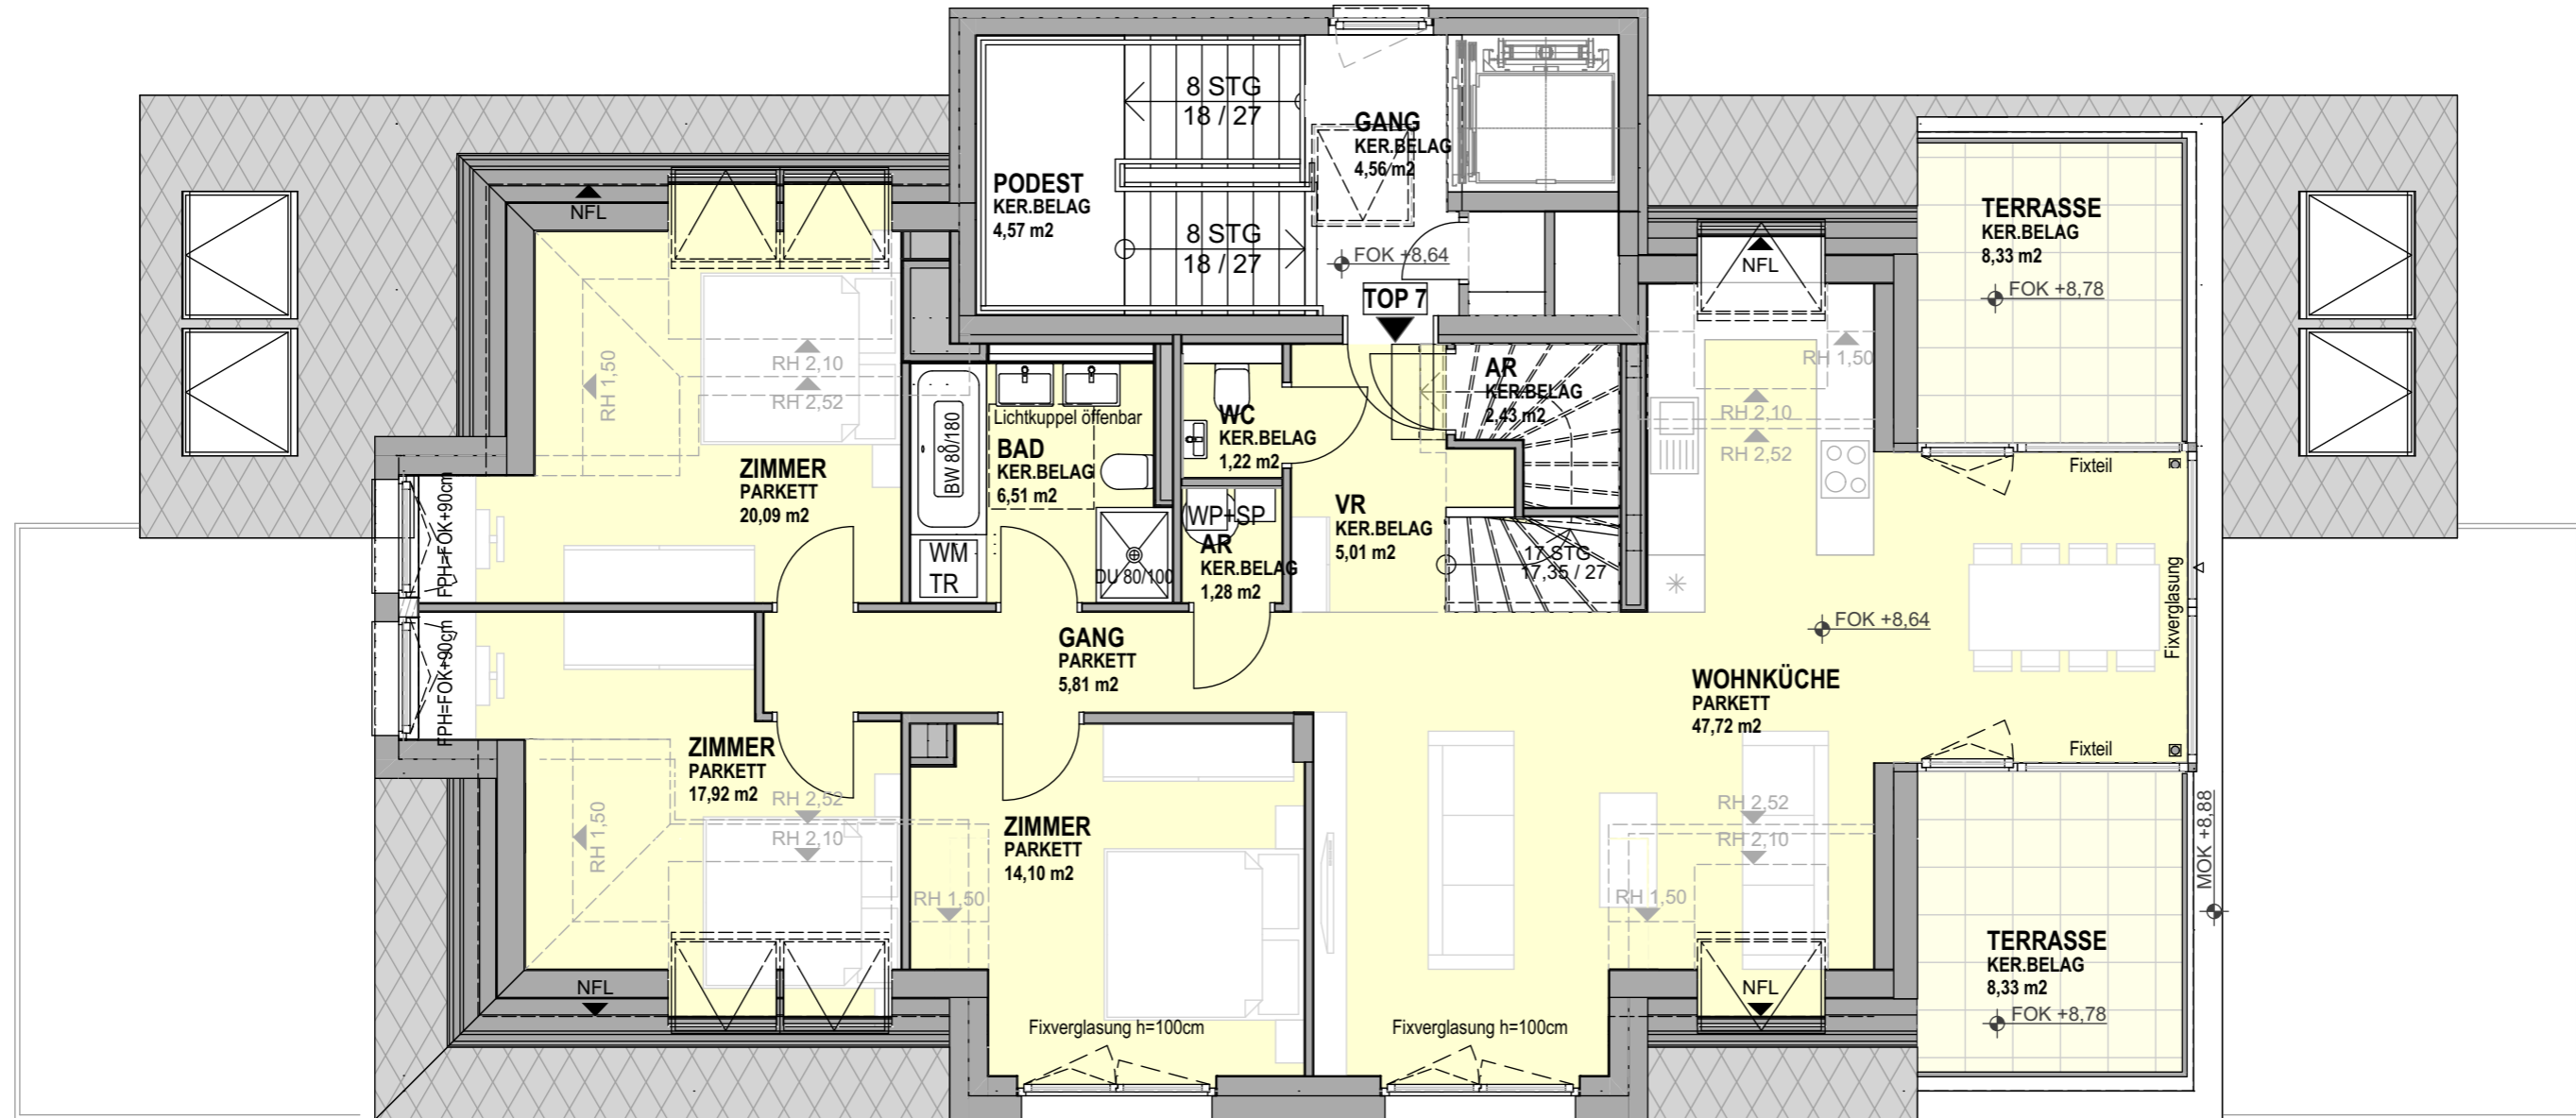 8 STG
18 / 27
GANG
KER.BELAG
4,56 m2
PODEST
KER.BELAG
4,57 m2
8 STG
18 / 27
FOK +8,64
TOP 7
NFL
NFL
TERRASSE
KER.BELAG
8,33 m2
FOK +8,78
RH 1,50
RH 2,10
RH 2,52
ZIMMER
PARKETT
20,09 m2
FPH=FOK+90cm
BW 80/180
Lichtkuppel öffenbar
BAD
KER.BELAG
6,51 m2
WM
TR
DU 80/100
WC
KER.BELAG
1,22 m2
WP+SP
AR
KER.BELAG
1,28 m2
AR
KER.BELAG
2,43 m2
VR
KER.BELAG
5,01 m2
17 STG
17,35 / 27
RH 1,50
RH 2,10
RH 2,52
Fixteil
Fixverglasung
FOK +8,64
FPH=FOK+90cm
GANG
PARKETT
5,81 m2
WOHNKÜCHE
PARKETT
47,72 m2
Fixteil
ZIMMER
PARKETT
17,92 m2
RH 2,52
RH 2,10
RH 1,50
ZIMMER
PARKETT
14,10 m2
RH 1,50
RH 2,52
RH 2,10
RH 1,50
MOK +8,88
TERRASSE
KER.BELAG
8,33 m2
FOK +8,78
NFL
NFL
Fixverglasung h=100cm
Fixverglasung h=100cm